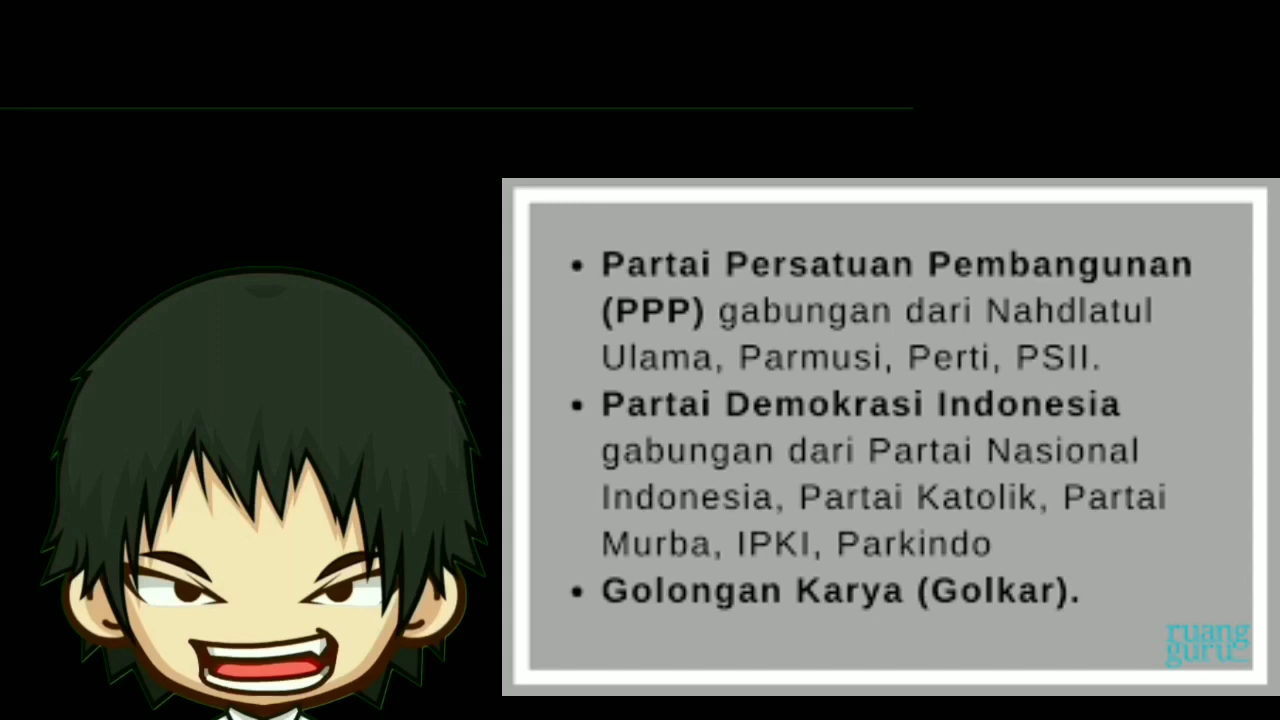 • Partai Persatuan Pembangunan
(PPP) gabungan dari Nahdlatul
Ulama, Parmusi, Perti, PSII.
• Partai Demokrasi Indonesia
gabungan dari Partai Nasional
Indonesia, Partai Katolik, Partai
Murba, IPKI, Parkindo
• Golongan Karya (Golkar).
ruang
guru